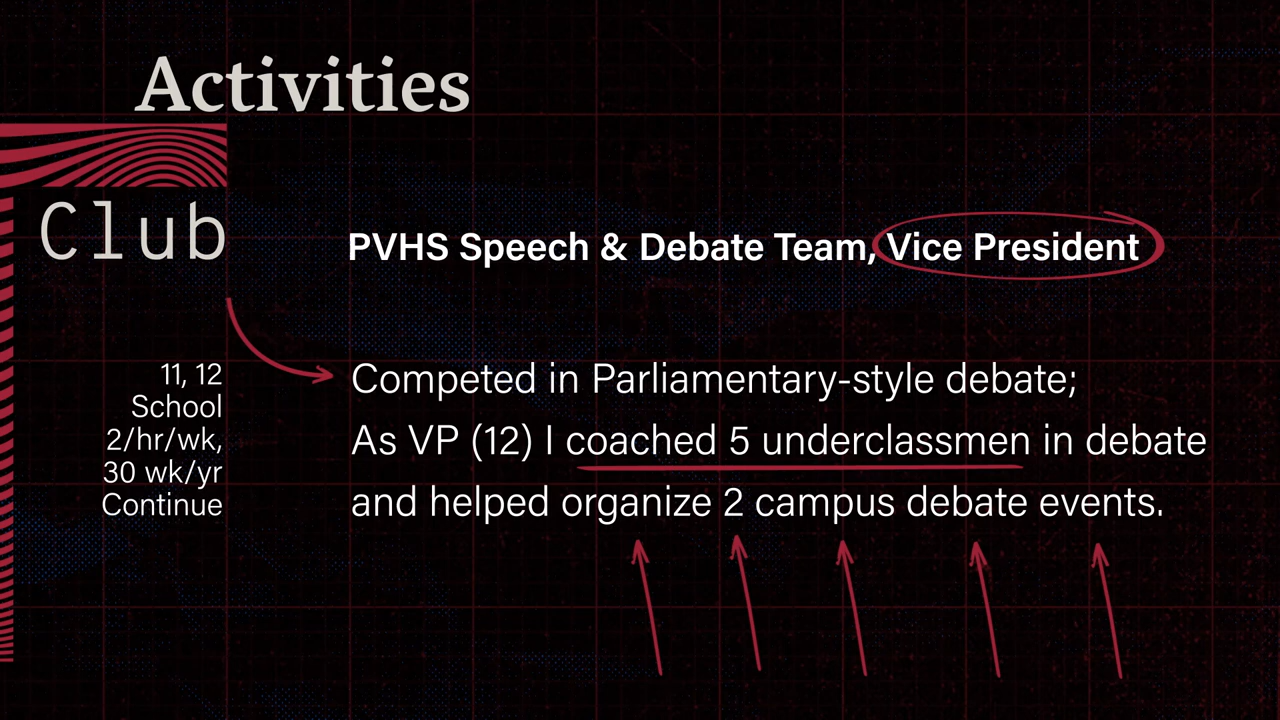 Activities
Club
PVHS Speech & Debate Team, Vice President
11, 12
School
2/hr/wk,
30 wk/yr
Continue
Competed in Parliamentary-style debate;
As VP (12) I coached 5 underclassmen in debate
and helped organize 2 campus debate events.